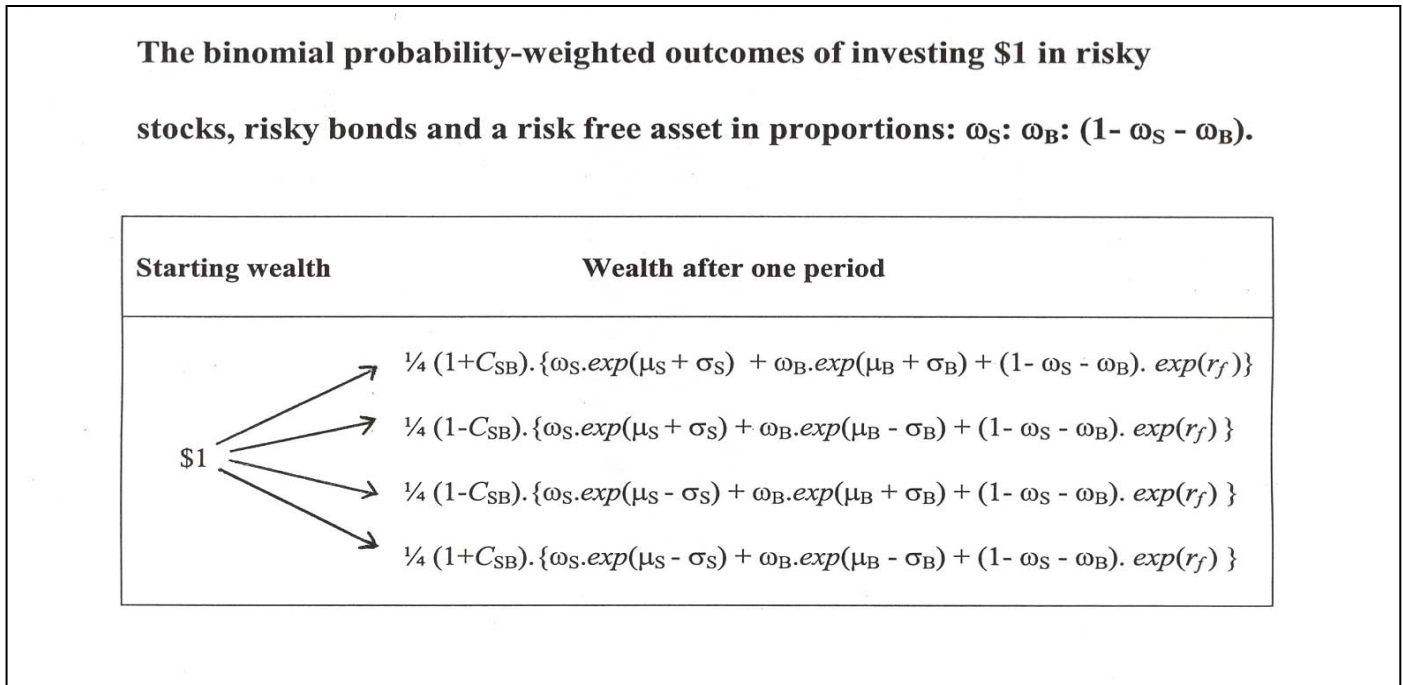 The binomial probability-weighted outcomes of investing $1 in risky
stocks, risky bonds and a risk free asset in proportions: ωS: ωB: (1- ωS - ωB).
Starting wealth Wealth after one period
¼ (1+CSB).{ωS.exp(μS + σS) + ωB.exp(μB + σB) + (1- ωS - ωB). exp(rf)}
¼ (1-CSB).{ωS.exp(μS + σS) + ωB.exp(μB - σB) + (1- ωS - ωB). exp(rf) }
$1
¼ (1-CSB).{ωS.exp(μS - σS) + ωB.exp(μB + σB) + (1- ωS - ωB). exp(rf) }
¼ (1+CSB).{ωS.exp(μS - σS) + ωB.exp(μB - σB) + (1- ωS - ωB). exp(rf) }